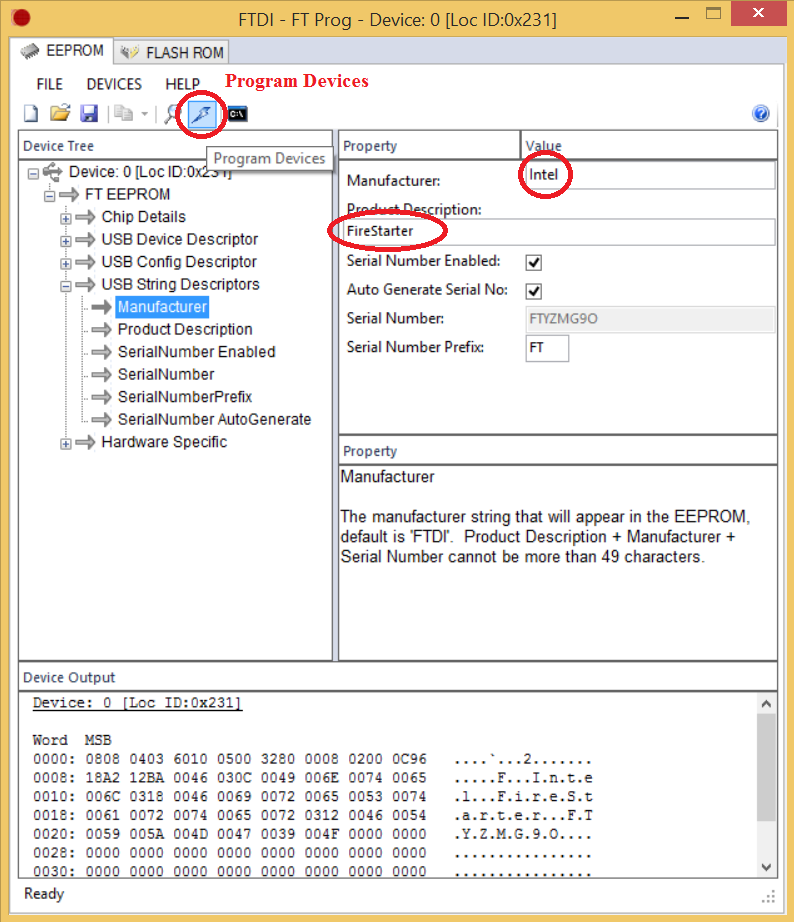 FTDI - FT Prog - Device: 0 [Loc ID:0x231]
EEPROM
FLASH ROM
FILE DEVICES HELP
Program Devices
C:\
Program Devices
Device Tree
Device: 0 [Loc ID:0x231]
FT EEPROM
Chip Details
USB Device Descriptor
USB Config Descriptor
USB String Descriptors
Manufacturer
Product Description
SerialNumber Enabled
SerialNumber
SerialNumberPrefix
SerialNumber AutoGenerate
Hardware Specific
Property Value
Manufacturer: Intel
Product Description:
FireStarter
Serial Number Enabled:
Auto Generate Serial No:
Serial Number: FTYZMG9O
Serial Number Prefix: FT
Property
Manufacturer
The manufacturer string that will appear in the EEPROM,
default is 'FTDI'. Product Description + Manufacturer +
Serial Number cannot be more than 49 characters.
Device Output
Device: 0 [Loc ID:0x231]
Word MSB
0000: 0808 0403 6010 0500 3280 0008 0200 0C96 ....`...2.......
0008: 18A2 12BA 0046 030C 0049 006E 0074 0065 .....F...I.n.t.e
0010: 006C 0318 0046 0069 0072 0065 0053 0074 .l...F.i.r.e.S.t
0018: 0061 0072 0074 0065 0072 0312 0046 0054 .a.r.t.e.r...F.T
0020: 0059 005A 004D 0047 0039 004F 0000 0000 .Y.Z.M.G.9.O....
0028: 0000 0000 0000 0000 0000 0000 0000 0000 ................
0030: 0000 0000 0000 0000 0000 0000 0000 0000 ................
Ready